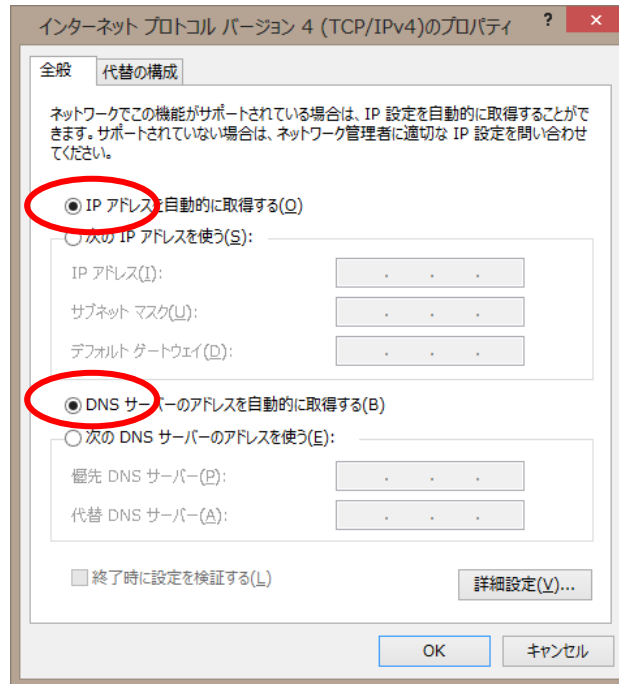 インターネット プロトコル バージョン 4 (TCP/IPv4)のプロパティ ?
全般 代替の構成
ネットワークでこの機能がサポートされている場合は、IP 設定を自動的に取得することがで
きます。サポートされていない場合は、ネットワーク管理者に適切な IP 設定を問い合わせ
てください。
IP アドレスを自動的に取得する(O)
次の IP アドレスを使う(S):
IP アドレス(I):
サブネット マスク(U):
デフォルト ゲートウェイ(D):
DNS サーバーのアドレスを自動的に取得する(B)
次の DNS サーバーのアドレスを使う(E):
優先 DNS サーバー(P):
代替 DNS サーバー(A):
終了時に設定を検証する(L)
詳細設定(V)...
OK キャンセル